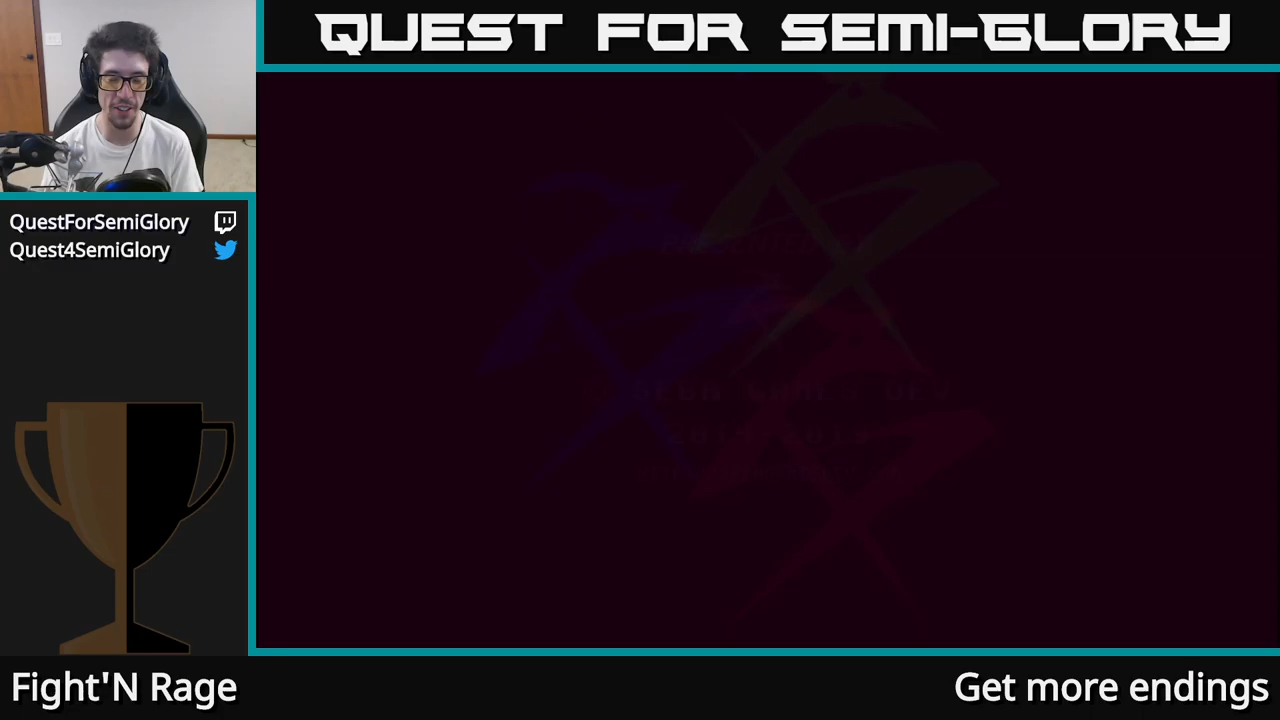 QUEST FOR SEMI-GLORY
QuestForSemiGlory
Quest4SemiGlory
Fight'N Rage
Get more endings